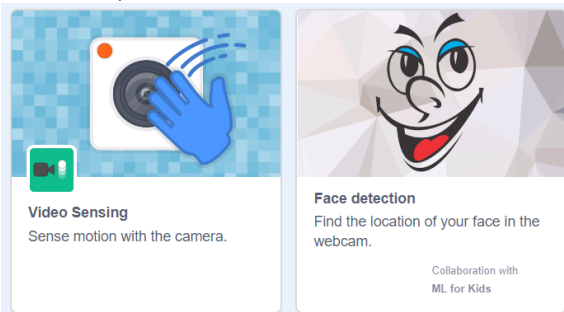 Video Sensing
Sense motion with the camera.
Face detection
Find the location of your face in the
webcam.
Collaboration with
ML for Kids